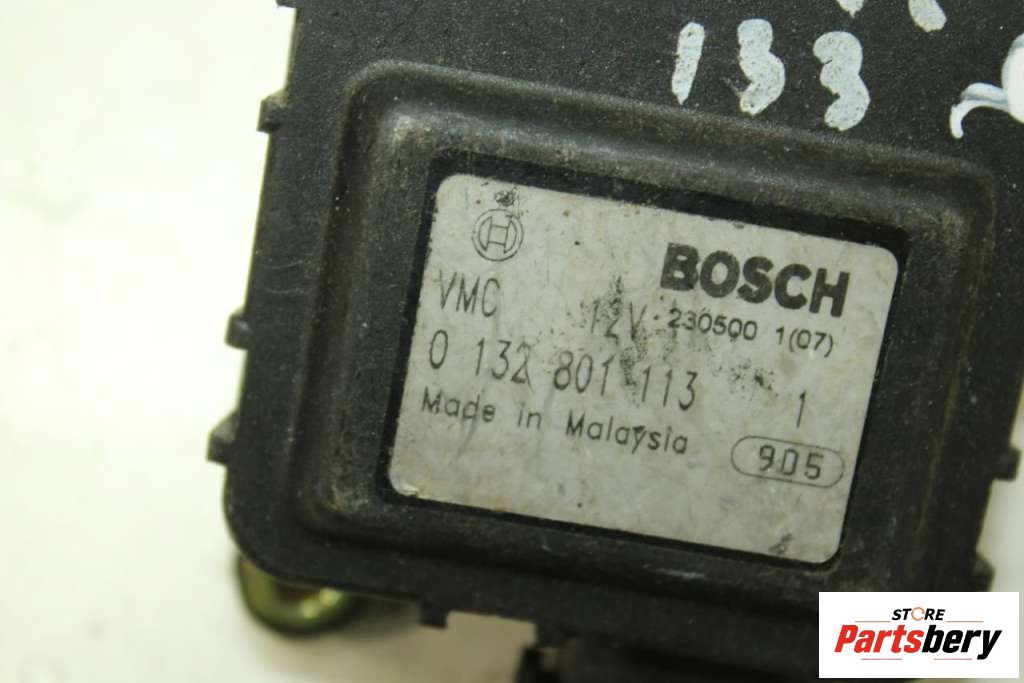 133
BOSCH
VMC 12V 230500 1(07)
0 132 801 113 1
Made in Malaysia 905
STORE
Partsbery